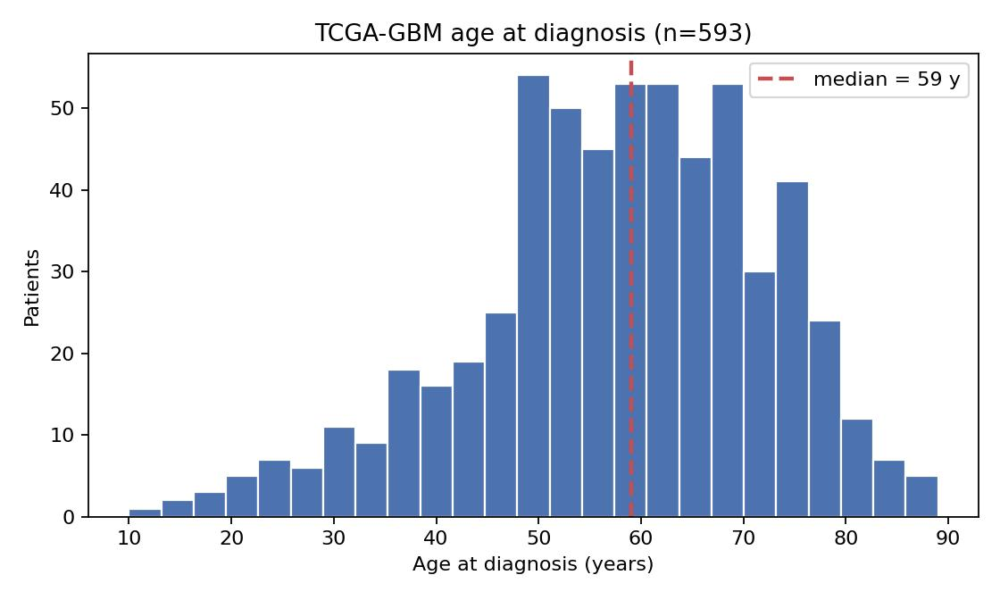 TCGA-GBM age at diagnosis (n=593)
median = 59 y
50
40
30
20
10
0
Patients
10 20 30 40 50 60 70 80 90
Age at diagnosis (years)